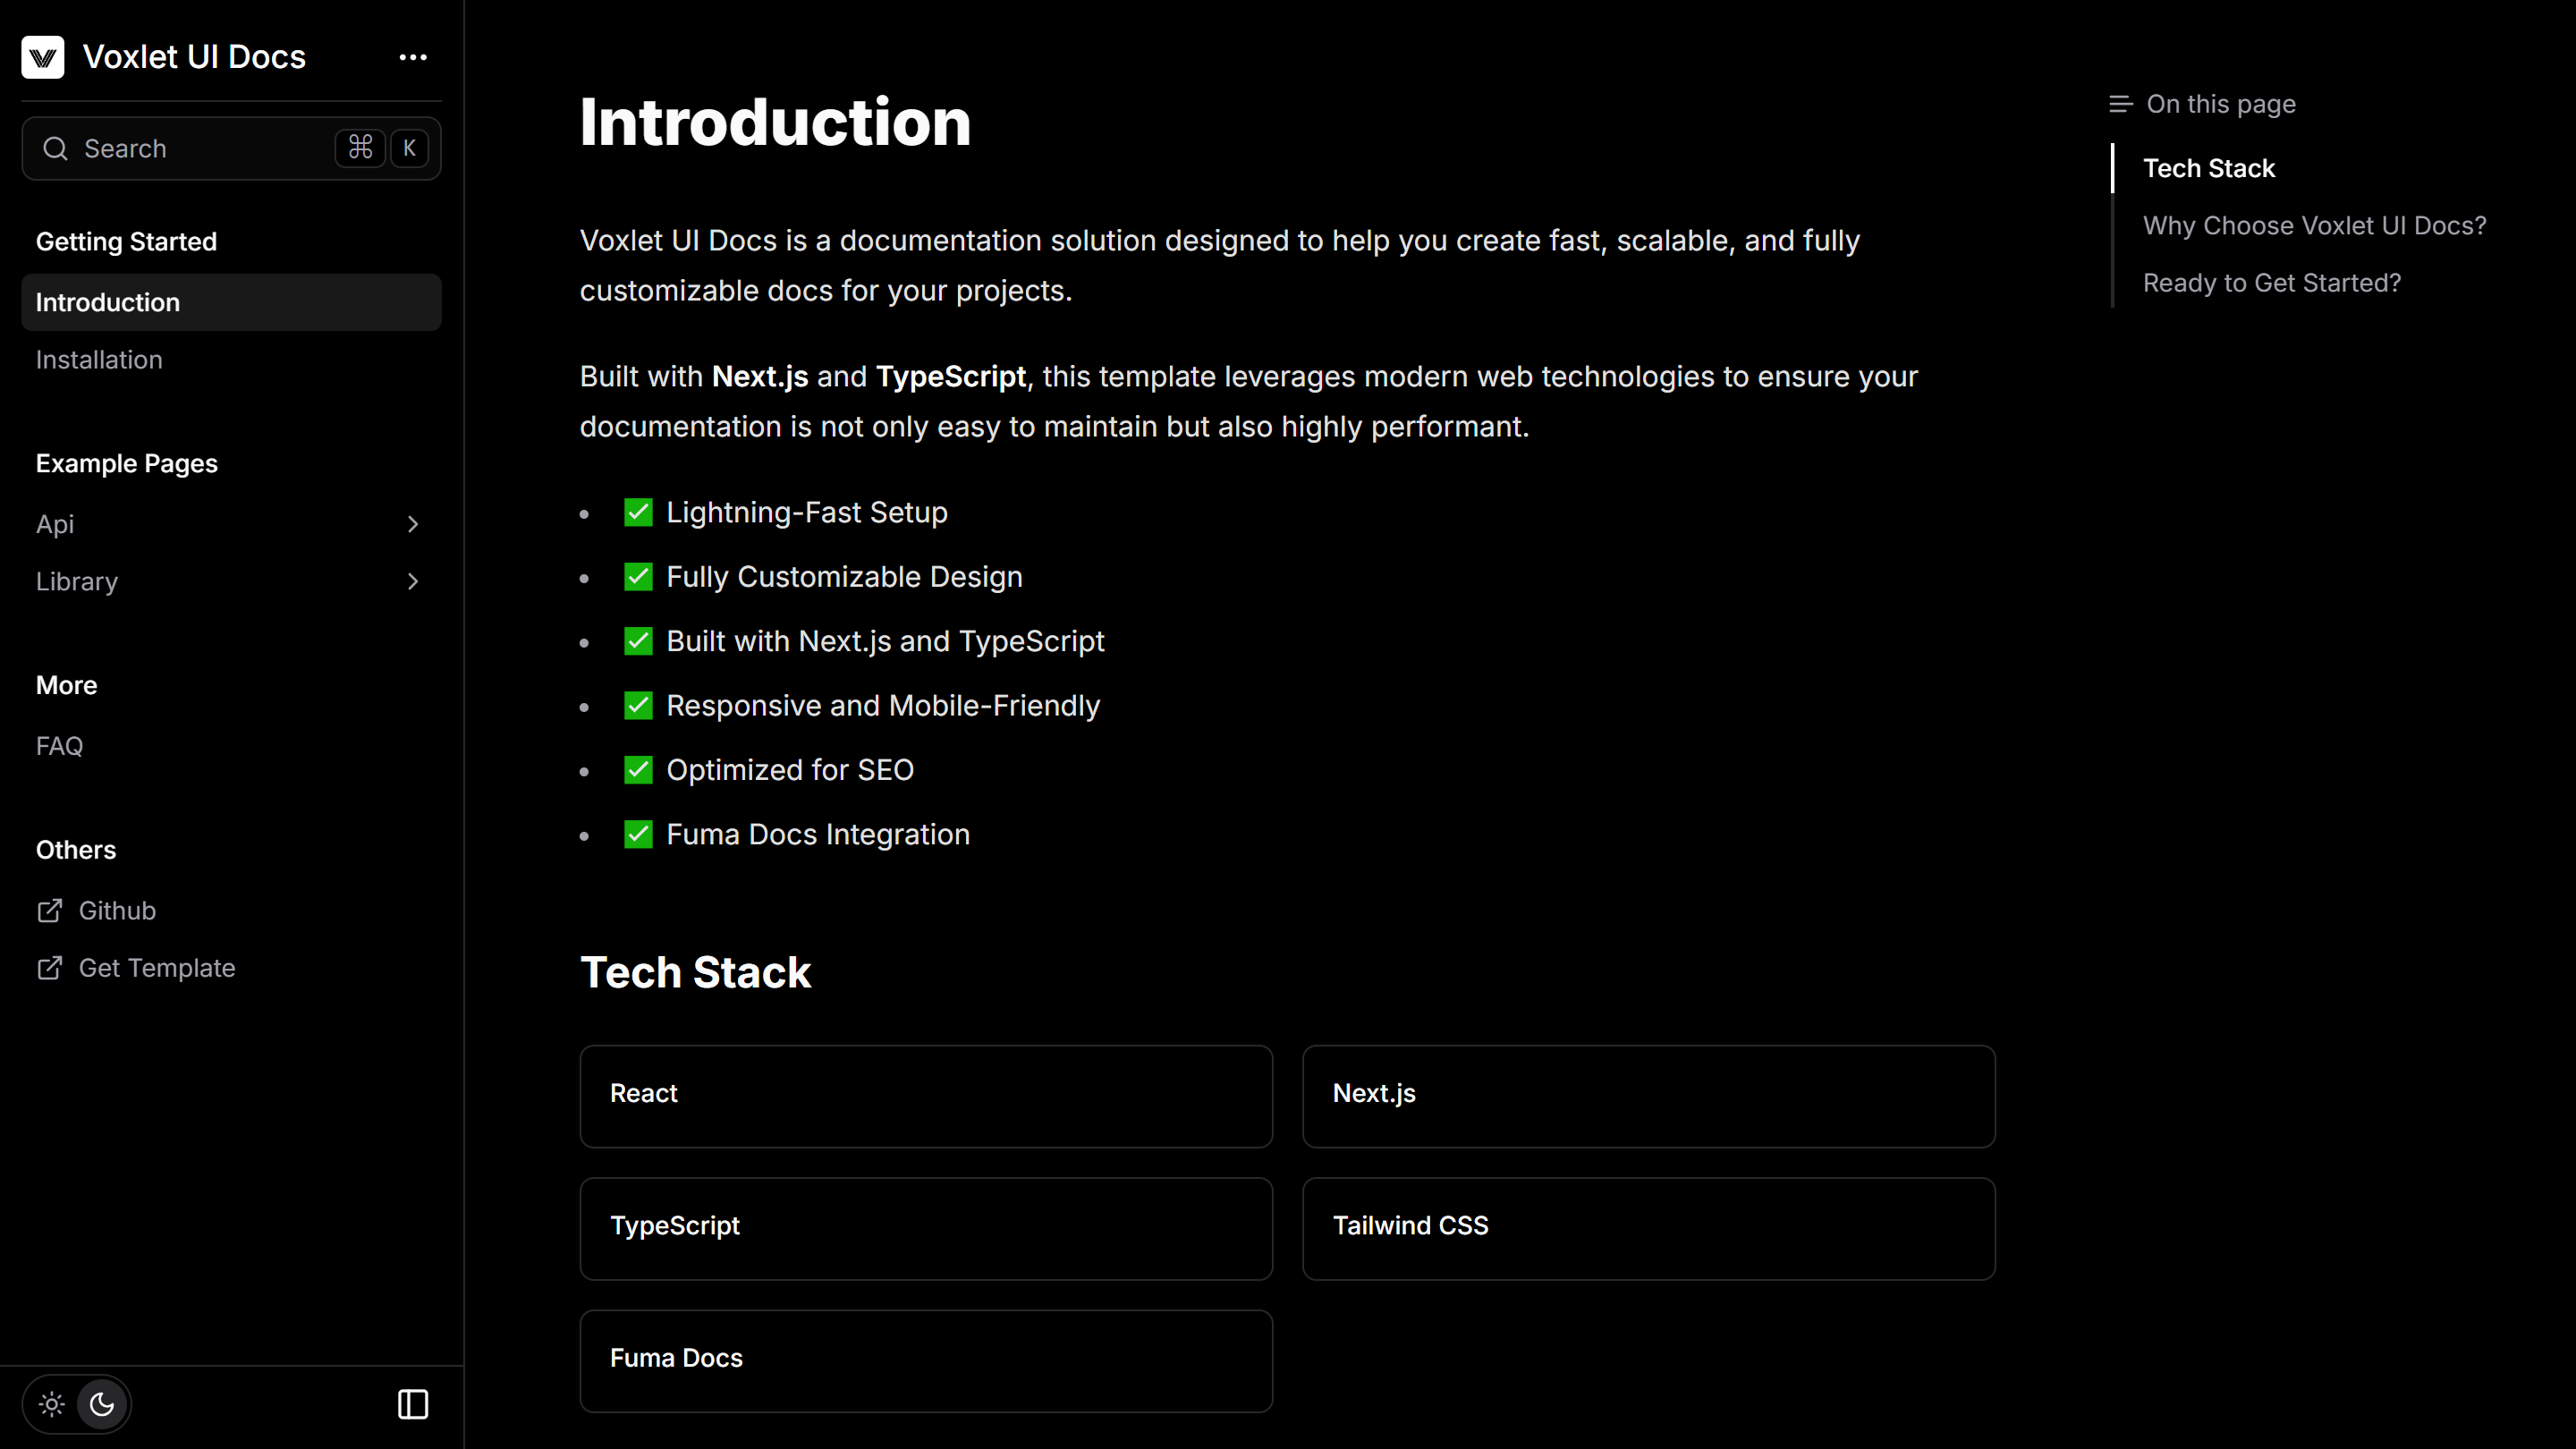 Voxlet UI Docs
Search
⌘ K
Getting Started
Introduction
Installation
Example Pages
Api
Library
More
FAQ
Others
Github
Get Template
Introduction
Voxlet UI Docs is a documentation solution designed to help you create fast, scalable, and fully
customizable docs for your projects.
Built with Next.js and TypeScript, this template leverages modern web technologies to ensure your
documentation is not only easy to maintain but also highly performant.
• ✅ Lightning-Fast Setup
• ✅ Fully Customizable Design
• ✅ Built with Next.js and TypeScript
• ✅ Responsive and Mobile-Friendly
• ✅ Optimized for SEO
• ✅ Fuma Docs Integration
Tech Stack
React
Next.js
TypeScript
Tailwind CSS
Fuma Docs
On this page
Tech Stack
Why Choose Voxlet UI Docs?
Ready to Get Started?